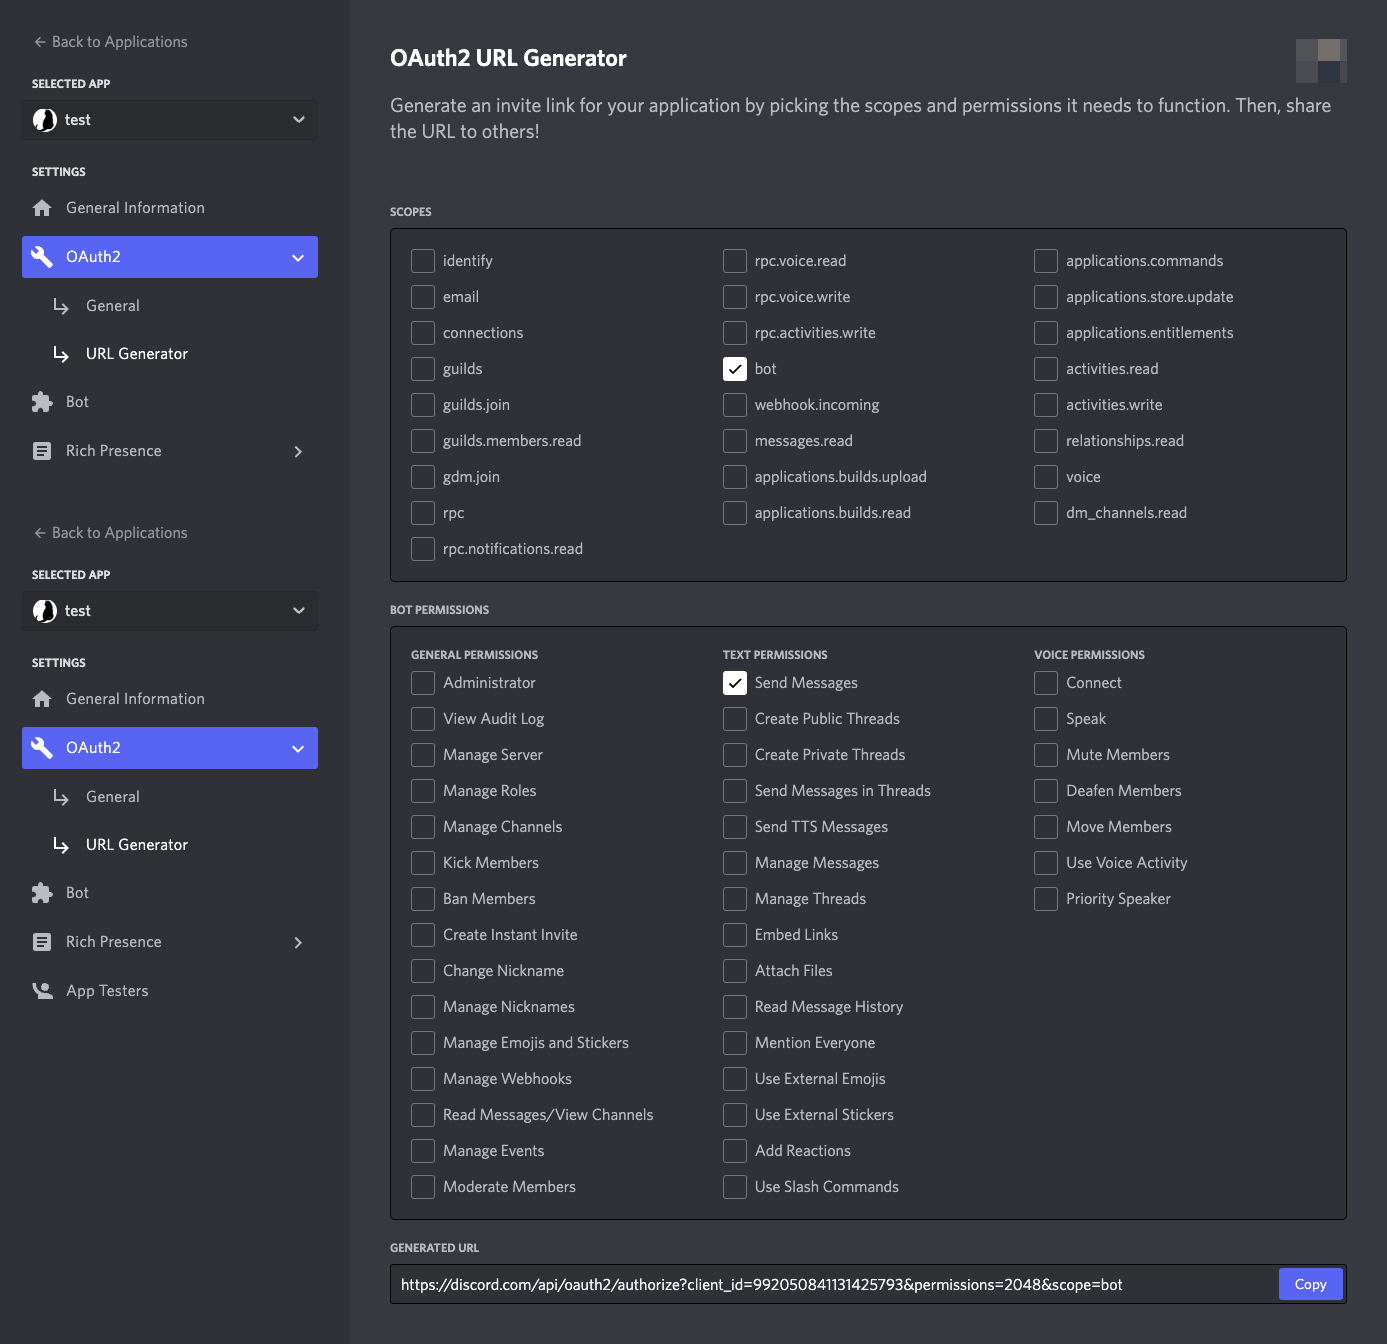 ← Back to Applications
SELECTED APP
test
SETTINGS
General Information
OAuth2
General
URL Generator
Bot
Rich Presence
← Back to Applications
SELECTED APP
test
SETTINGS
General Information
OAuth2
General
URL Generator
Bot
Rich Presence
App Testers
OAuth2 URL Generator
Generate an invite link for your application by picking the scopes and permissions it needs to function. Then, share
the URL to others!
SCOPES
identify
email
connections
guilds
guilds.join
guilds.members.read
gdm.join
rpc
rpc.notifications.read
rpc.voice.read
rpc.voice.write
rpc.activities.write
bot
webhook.incoming
messages.read
applications.builds.upload
applications.builds.read
applications.commands
applications.store.update
applications.entitlements
activities.read
activities.write
relationships.read
voice
dm_channels.read
BOT PERMISSIONS
GENERAL PERMISSIONS
Administrator
View Audit Log
Manage Server
Manage Roles
Manage Channels
Kick Members
Ban Members
Create Instant Invite
Change Nickname
Manage Nicknames
Manage Emojis and Stickers
Manage Webhooks
Read Messages/View Channels
Manage Events
Moderate Members
TEXT PERMISSIONS
Send Messages
Create Public Threads
Create Private Threads
Send Messages in Threads
Send TTS Messages
Manage Messages
Manage Threads
Embed Links
Attach Files
Read Message History
Mention Everyone
Use External Emojis
Use External Stickers
Add Reactions
Use Slash Commands
VOICE PERMISSIONS
Connect
Speak
Mute Members
Deafen Members
Move Members
Use Voice Activity
Priority Speaker
GENERATED URL
https://discord.com/api/oauth2/authorize?client_id=992050841131425793&permissions=2048&scope=bot
Copy